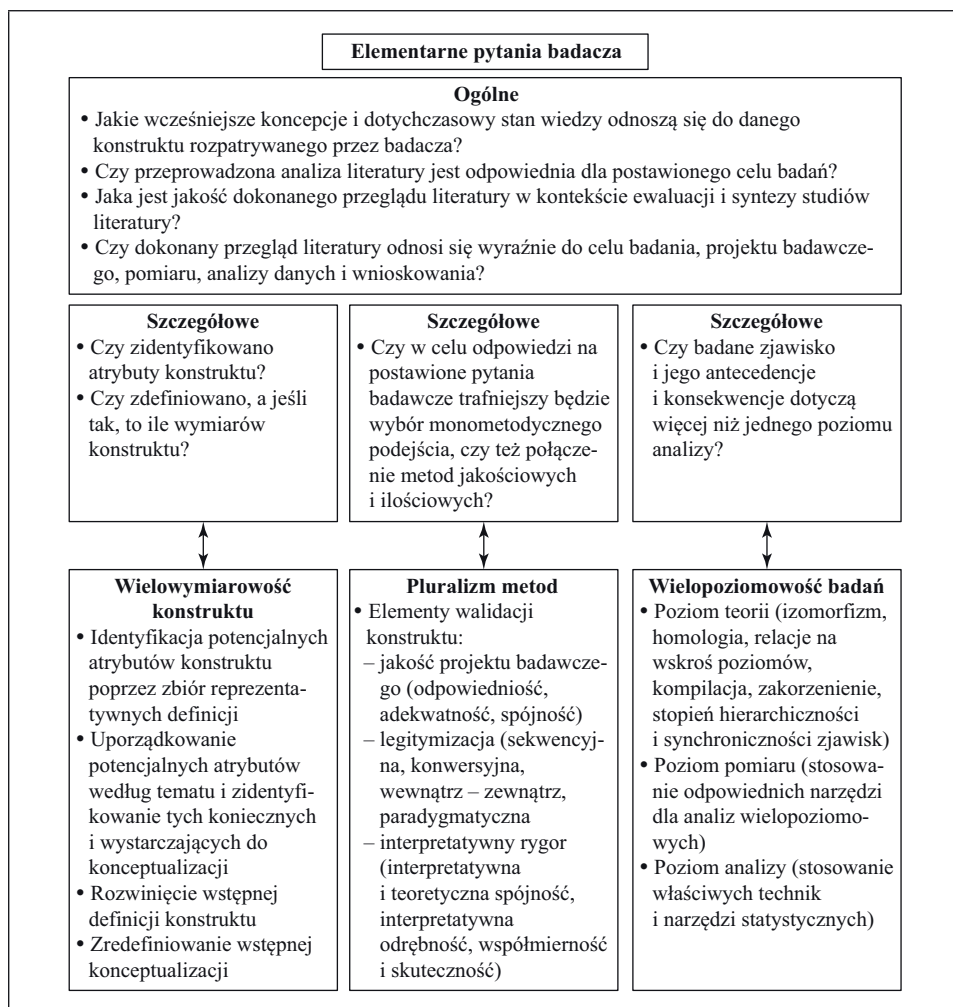 Elementarne pytania badacza
Ogólne
• Jakie wcześniejsze koncepcje i dotychczasowy stan wiedzy odnoszą się do danego
konstruktu rozpatrywanego przez badacza?
• Czy przeprowadzona analiza literatury jest odpowiednia dla postawionego celu badań?
• Jaka jest jakość dokonanego przeglądu literatury w kontekście ewaluacji i syntezy studiów
literatury?
• Czy dokonany przegląd literatury odnosi się wyraźnie do celu badania, projektu badawcze-
go, pomiaru, analizy danych i wnioskowania?
Szczegółowe
• Czy zidentyfikowano
atrybuty konstruktu?
• Czy zdefiniowano, a jeśli
tak, to ile wymiarów
konstruktu?
Szczegółowe
• Czy w celu odpowiedzi na
postawione pytania
badawcze trafniejszy będzie
wybór monometodycznego
podejścia, czy też połącze-
nie metod jakościowych
i ilościowych?
Szczegółowe
• Czy badane zjawisko
i jego antecedencje
i konsekwencje dotyczą
więcej niż jednego poziomu
analizy?
Wielowymiarowość
konstruktu
• Identyfikacja potencjalnych
atrybutów konstruktu
poprzez zbiór reprezenta-
tywnych definicji
• Uporządkowanie
potencjalnych atrybutów
według tematu i zidentyfi-
kowanie tych koniecznych
i wystarczających do
konceptualizacji
• Rozwinięcie wstępnej
definicji konstruktu
• Zredefiniowanie wstępnej
konceptualizacji
Pluralizm metod
• Elementy walidacji
konstruktu:
– jakość projektu badawcze-
go (odpowiedniość,
adekwatność, spójność)
– legitymizacja (sekwencyj-
na, konwersyjna,
wewnątrz – zewnątrz,
paradygmatyczna
– interpretatywny rygor
(interpretatywna
i teoretyczna spójność,
interpretatywna
odrębność, współmierność
i skuteczność)
Wielopoziomowość badań
• Poziom teorii (izomorfizm,
homologia, relacje na
wskroś poziomów,
kompilacja, zakorzenienie,
stopień hierarchiczności
i synchroniczności zjawisk)
• Poziom pomiaru (stosowa-
nie odpowiednich narzędzi
dla analiz wielopoziomo-
wych)
• Poziom analizy (stosowanie
właściwych technik
i narzędzi statystycznych)